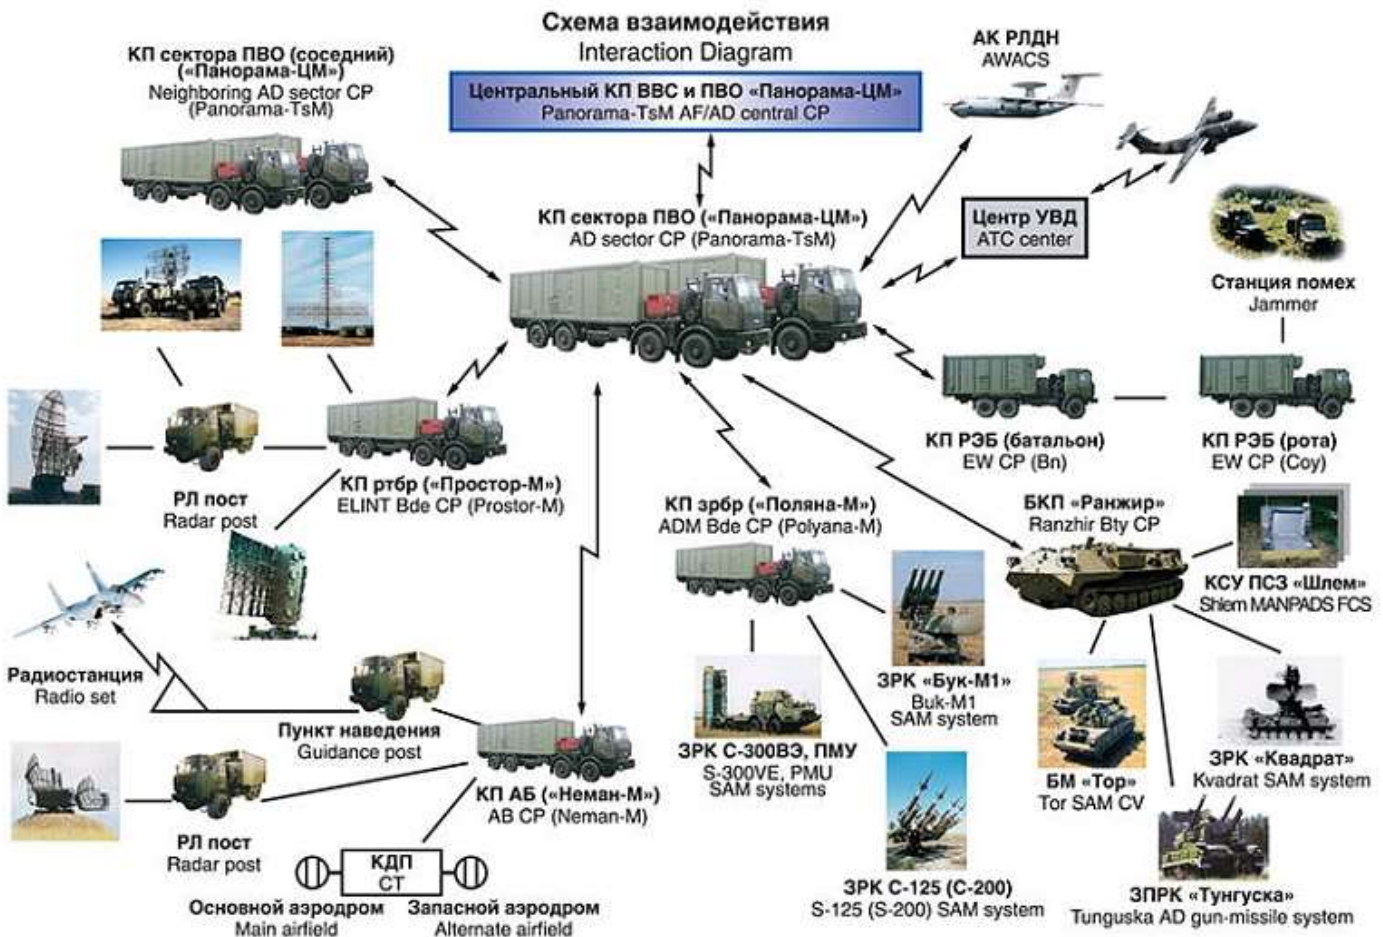 Схема взаимодействия
Interaction Diagram
КП сектора ПВО (соседний)
(«Панорама-ЦМ»)
Neighboring AD sector CP
(Panorama-TsM)
Центральный КП ВВС и ПВО «Панорама-ЦМ»
Panorama-TsM AF/AD central CP
АК РЛДН
AWACS
КП сектора ПВО («Панорама-ЦМ»)
AD sector CP (Panorama-TsM)
Центр УВД
ATC center
Станция помех
Jammer
КП РЭБ (батальон)
EW CP (Bn)
КП РЭБ (рота)
EW CP (Coy)
РЛ пост
Radar post
КП ртбр («Простор-М»)
ELINT Bde CP (Prostor-M)
КП зрбр («Поляна-М»)
ADM Bde CP (Polyana-M)
БКП «Ранжир»
Ranzhir Bty CP
КСУ ПСЗ «Шлем»
Shlem MANPADS FCS
Радиостанция
Radio set
Пункт наведения
Guidance post
ЗРК «Бук-М1»
Buk-M1
SAM system
ЗРК С-300ВЭ, ПМУ
S-300VE, PMU
SAM systems
БМ «Тор»
Tor SAM CV
ЗРК «Квадрат»
Kvadrat SAM system
КП АБ («Неман-М»)
AB CP (Neman-M)
РЛ пост
Radar post
КДП
СТ
Основной аэродром
Main airfield
Запасной аэродром
Alternate airfield
ЗРК С-125 (С-200)
S-125 (S-200) SAM system
ЗПРК «Тунгуска»
Tunguska AD gun-missile system